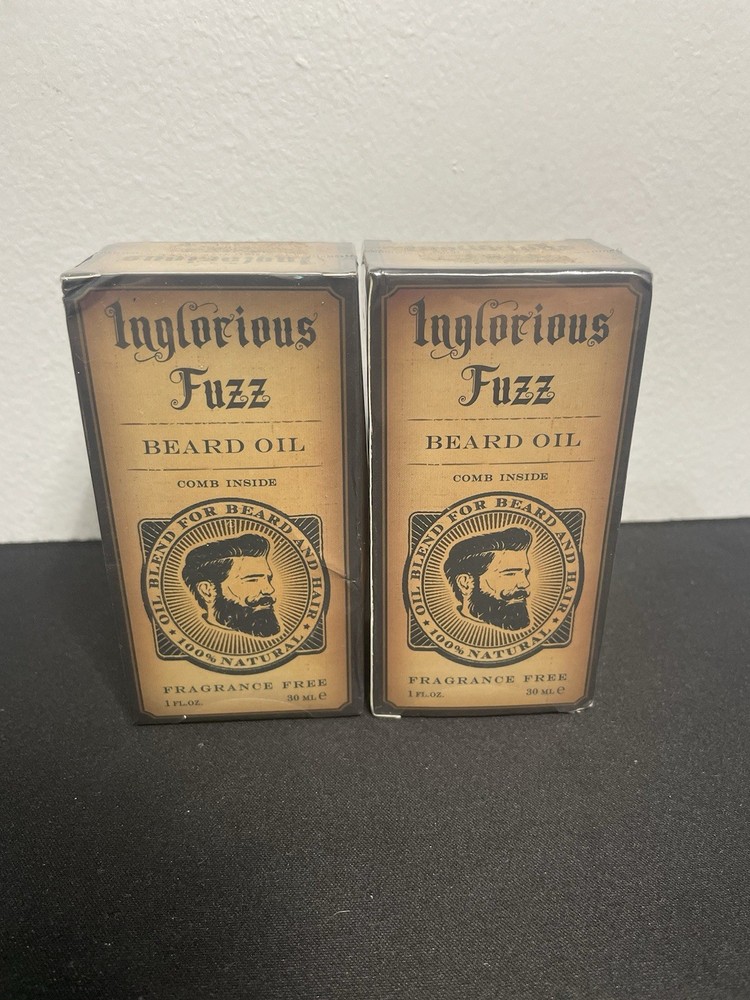 Inglorious
Fuzz
BEARD OIL
COMB INSIDE
OIL BLEND FOR BEARD AND HAIR
★ 100% NATURAL ★
FRAGRANCE FREE
1 FL.OZ. 30 ML ℮
Inglorious
Fuzz
BEARD OIL
COMB INSIDE
OIL BLEND FOR BEARD AND HAIR
★ 100% NATURAL ★
FRAGRANCE FREE
1 FL.OZ. 30 ML ℮